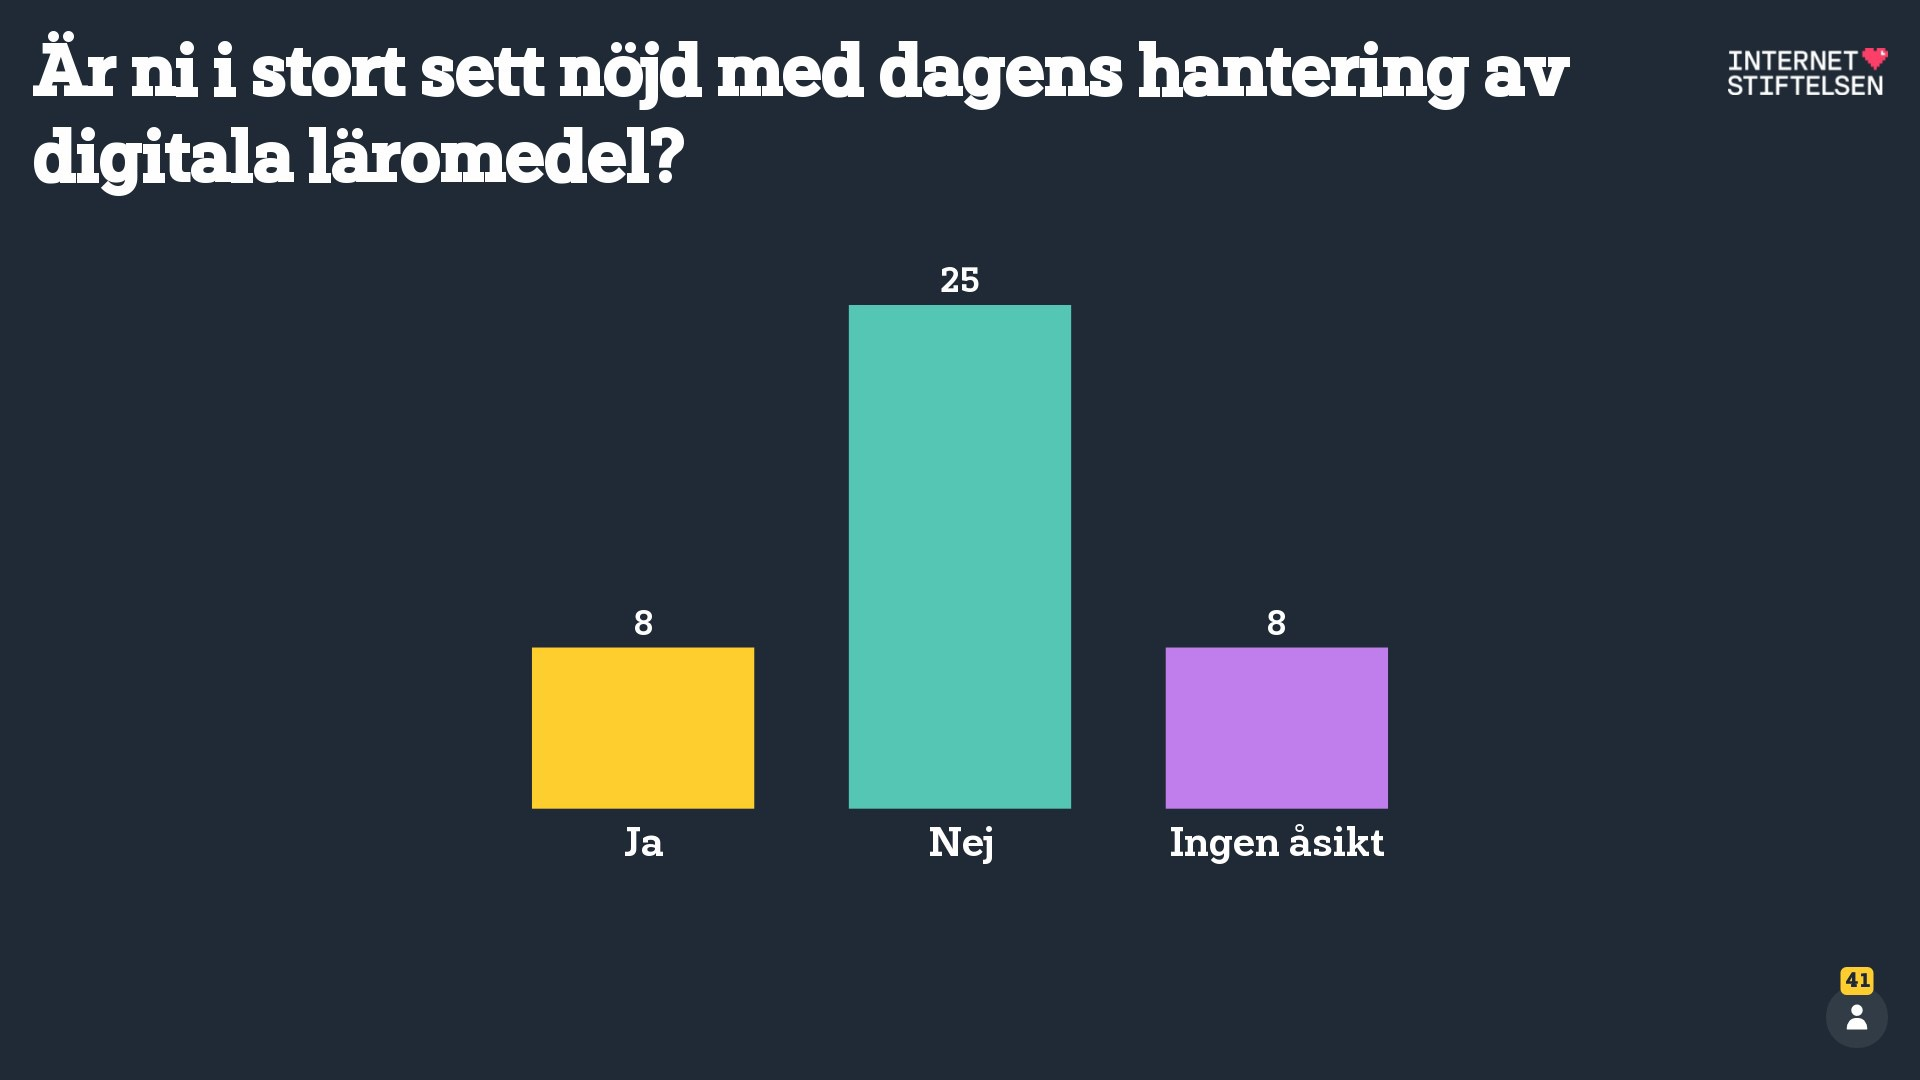 Är ni i stort sett nöjd med dagens hantering av
digitala läromedel?
INTERNET
STIFTELSEN
25
8
8
Ja
Nej
Ingen åsikt
41